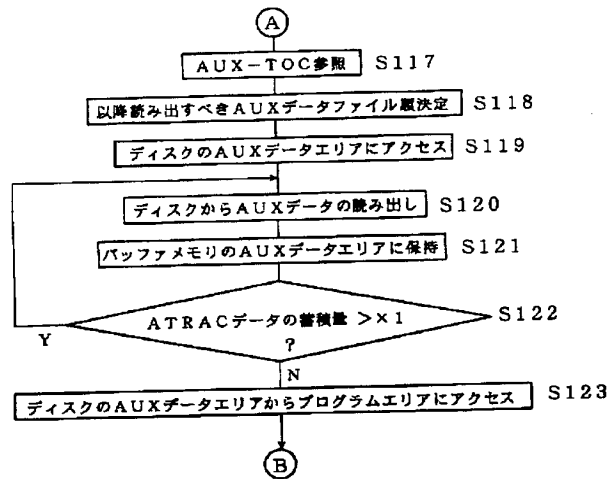 A
AUX-TOC参照 S117
以降読み出すべきAUXデータファイル順決定 S118
ディスクのAUXデータエリアにアクセス S119
ディスクからAUXデータの読み出し S120
バッファメモリのAUXデータエリアに保持 S121
ATRACデータの蓄積量 >×1 S122
?
Y
N
ディスクのAUXデータエリアからプログラムエリアにアクセス S123
B